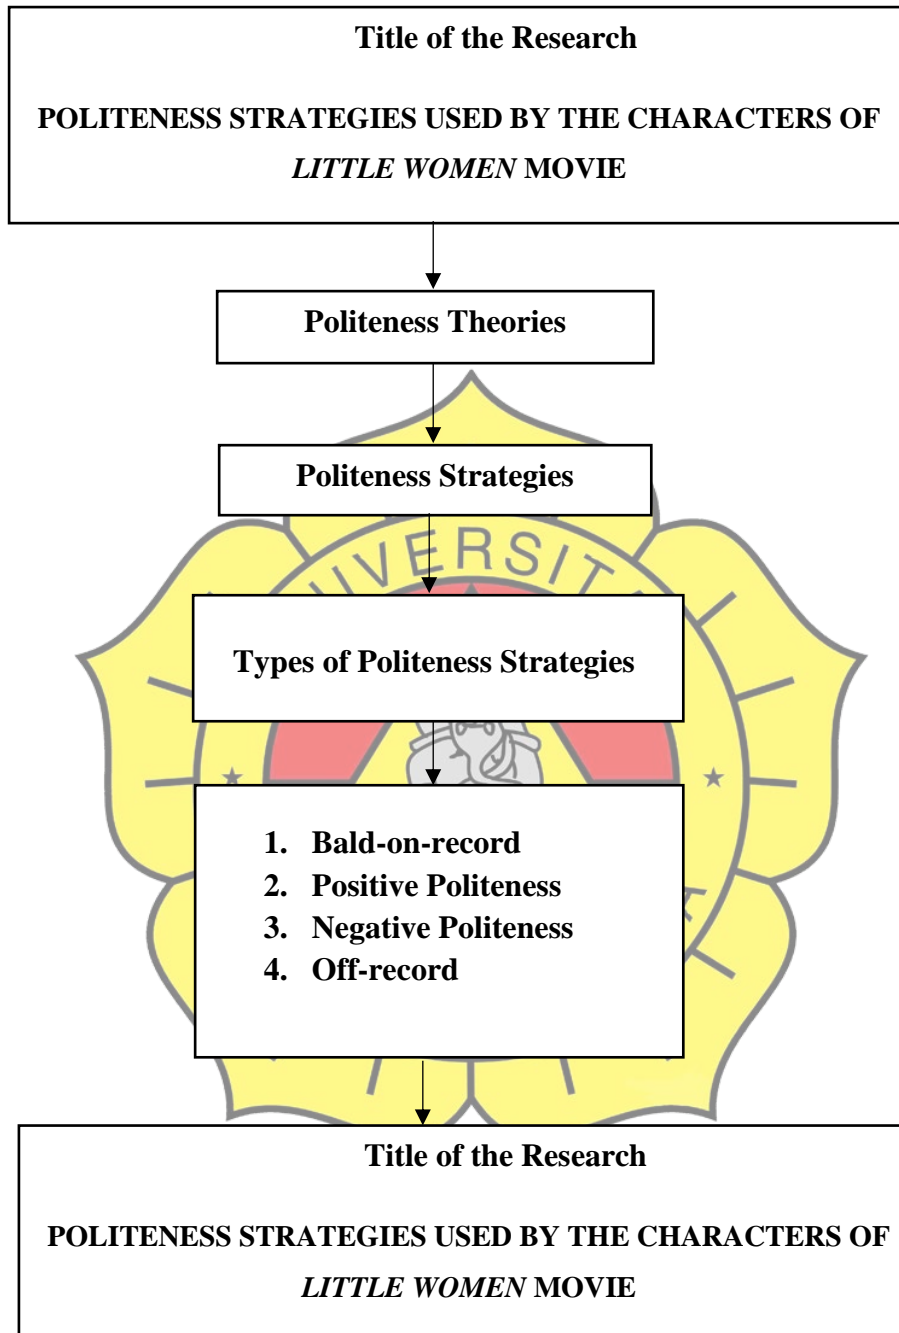 Title of the Research
POLITENESS STRATEGIES USED BY THE CHARACTERS OF
LITTLE WOMEN MOVIE
Politeness Theories
Politeness Strategies
Types of Politeness Strategies
1. Bald-on-record
2. Positive Politeness
3. Negative Politeness
4. Off-record
Title of the Research
POLITENESS STRATEGIES USED BY THE CHARACTERS OF
LITTLE WOMEN MOVIE